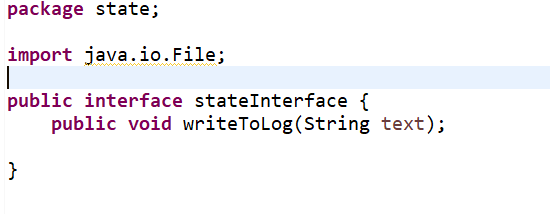 package state;
import java.io.File;
public interface stateInterface {
public void writeToLog(String text);
}